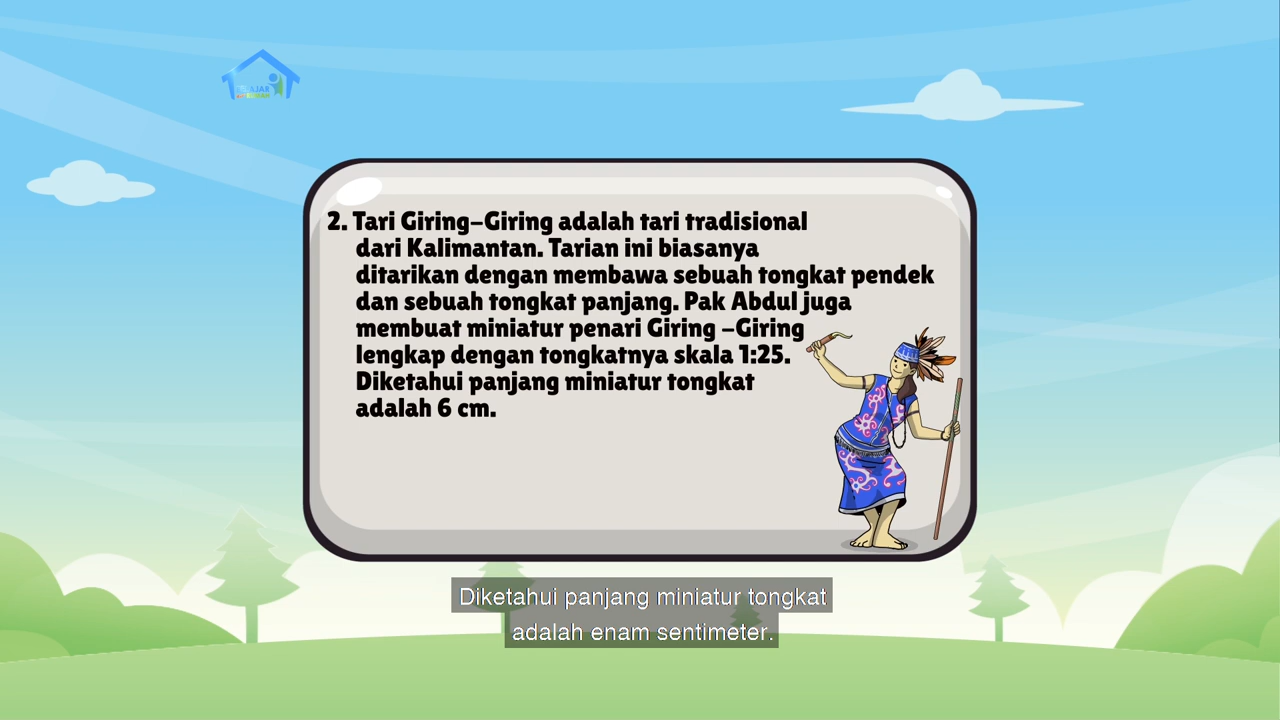 2. Tari Giring-Giring adalah tari tradisional
dari Kalimantan. Tarian ini biasanya
ditarikan dengan membawa sebuah tongkat pendek
dan sebuah tongkat panjang. Pak Abdul juga
membuat miniatur penari Giring -Giring
lengkap dengan tongkatnya skala 1:25.
Diketahui panjang miniatur tongkat
adalah 6 cm.
Diketahui panjang miniatur tongkat
adalah enam sentimeter.